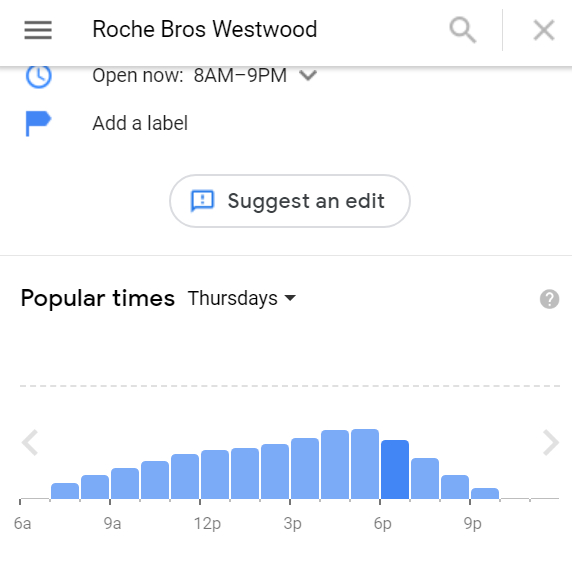 Roche Bros Westwood
Open now: 8AM–9PM
Add a label
Suggest an edit
Popular times Thursdays
6a 9a 12p 3p 6p 9p